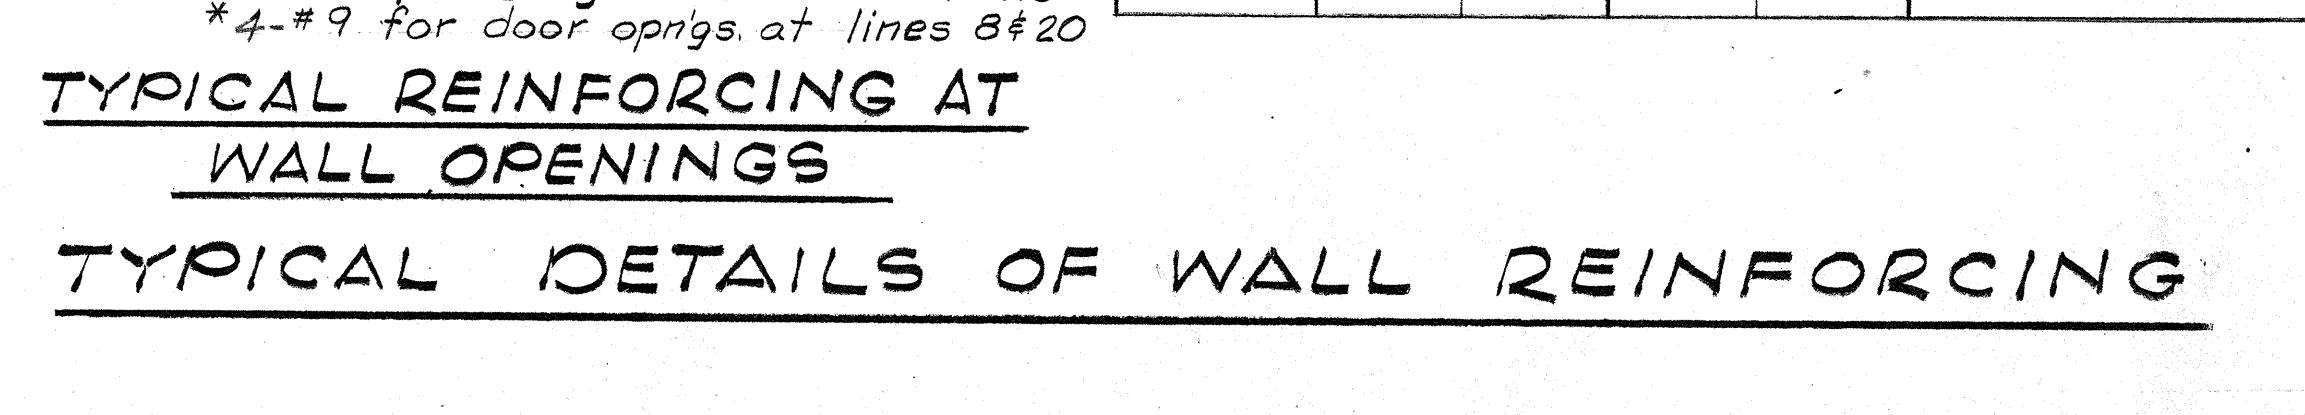 *4-#9 for door opn'gs. at lines 8&20
TYPICAL REINFORCING AT
WALL OPENINGS
TYPICAL DETAILS OF WALL REINFORCING